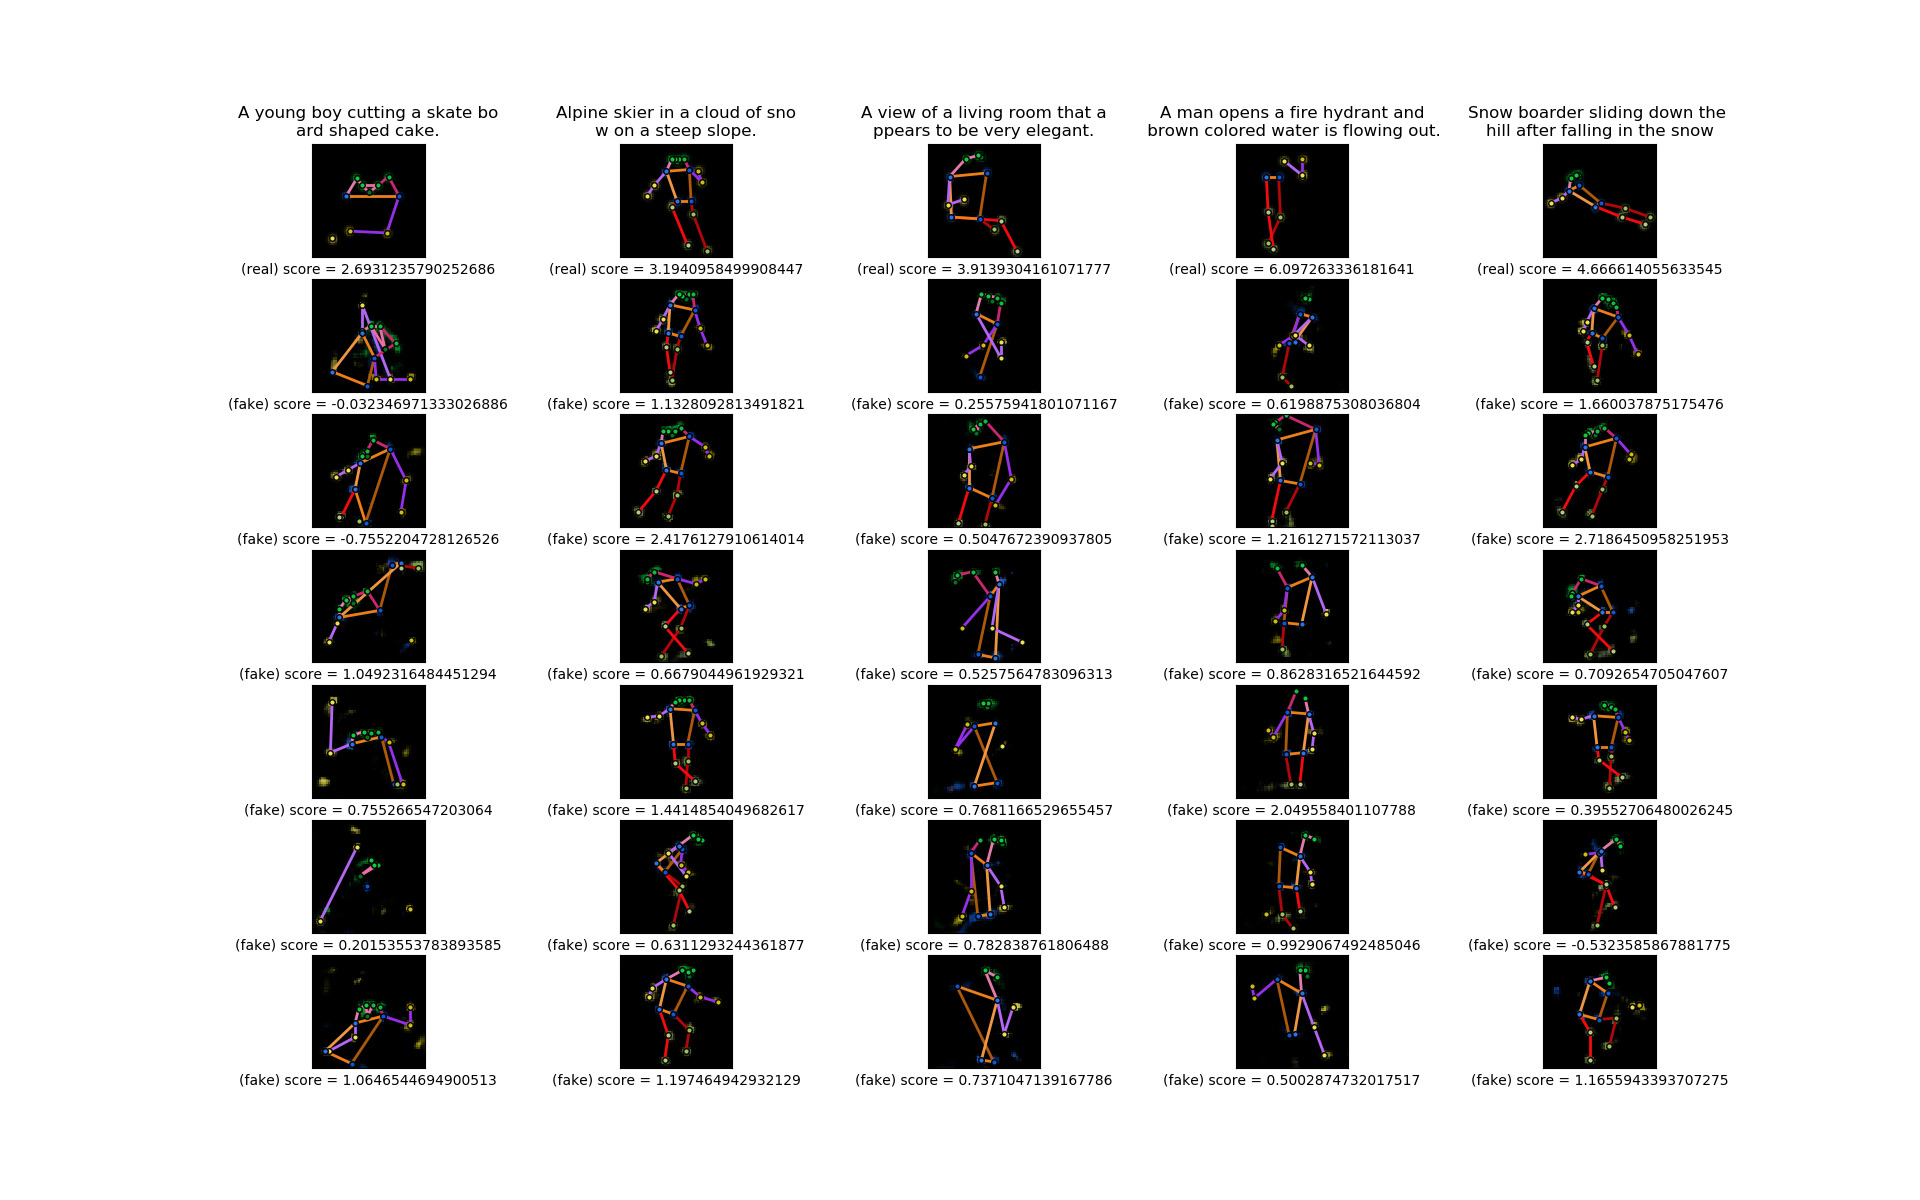 A young boy cutting a skate bo
ard shaped cake.
Alpine skier in a cloud of sno
w on a steep slope.
A view of a living room that a
ppears to be very elegant.
A man opens a fire hydrant and
brown colored water is flowing out.
Snow boarder sliding down the
hill after falling in the snow
(real) score = 2.6931235790252686
(real) score = 3.1940958499908447
(real) score = 3.9139304161071777
(real) score = 6.097263336181641
(real) score = 4.666614055633545
(fake) score = -0.032346971333026886
(fake) score = 1.1328092813491821
(fake) score = 0.25575941801071167
(fake) score = 0.6198875308036804
(fake) score = 1.660037875175476
(fake) score = -0.7552204728126526
(fake) score = 2.4176127910614014
(fake) score = 0.5047672390937805
(fake) score = 1.2161271572113037
(fake) score = 2.7186450958251953
(fake) score = 1.0492316484451294
(fake) score = 0.6679044961929321
(fake) score = 0.5257564783096313
(fake) score = 0.8628316521644592
(fake) score = 0.7092654705047607
(fake) score = 0.755266547203064
(fake) score = 1.4414854049682617
(fake) score = 0.7681166529655457
(fake) score = 2.049558401107788
(fake) score = 0.39552706480026245
(fake) score = 0.20153553783893585
(fake) score = 0.6311293244361877
(fake) score = 0.782838761806488
(fake) score = 0.9929067492485046
(fake) score = -0.5323585867881775
(fake) score = 1.0646544694900513
(fake) score = 1.197464942932129
(fake) score = 0.7371047139167786
(fake) score = 0.5002874732017517
(fake) score = 1.1655943393707275